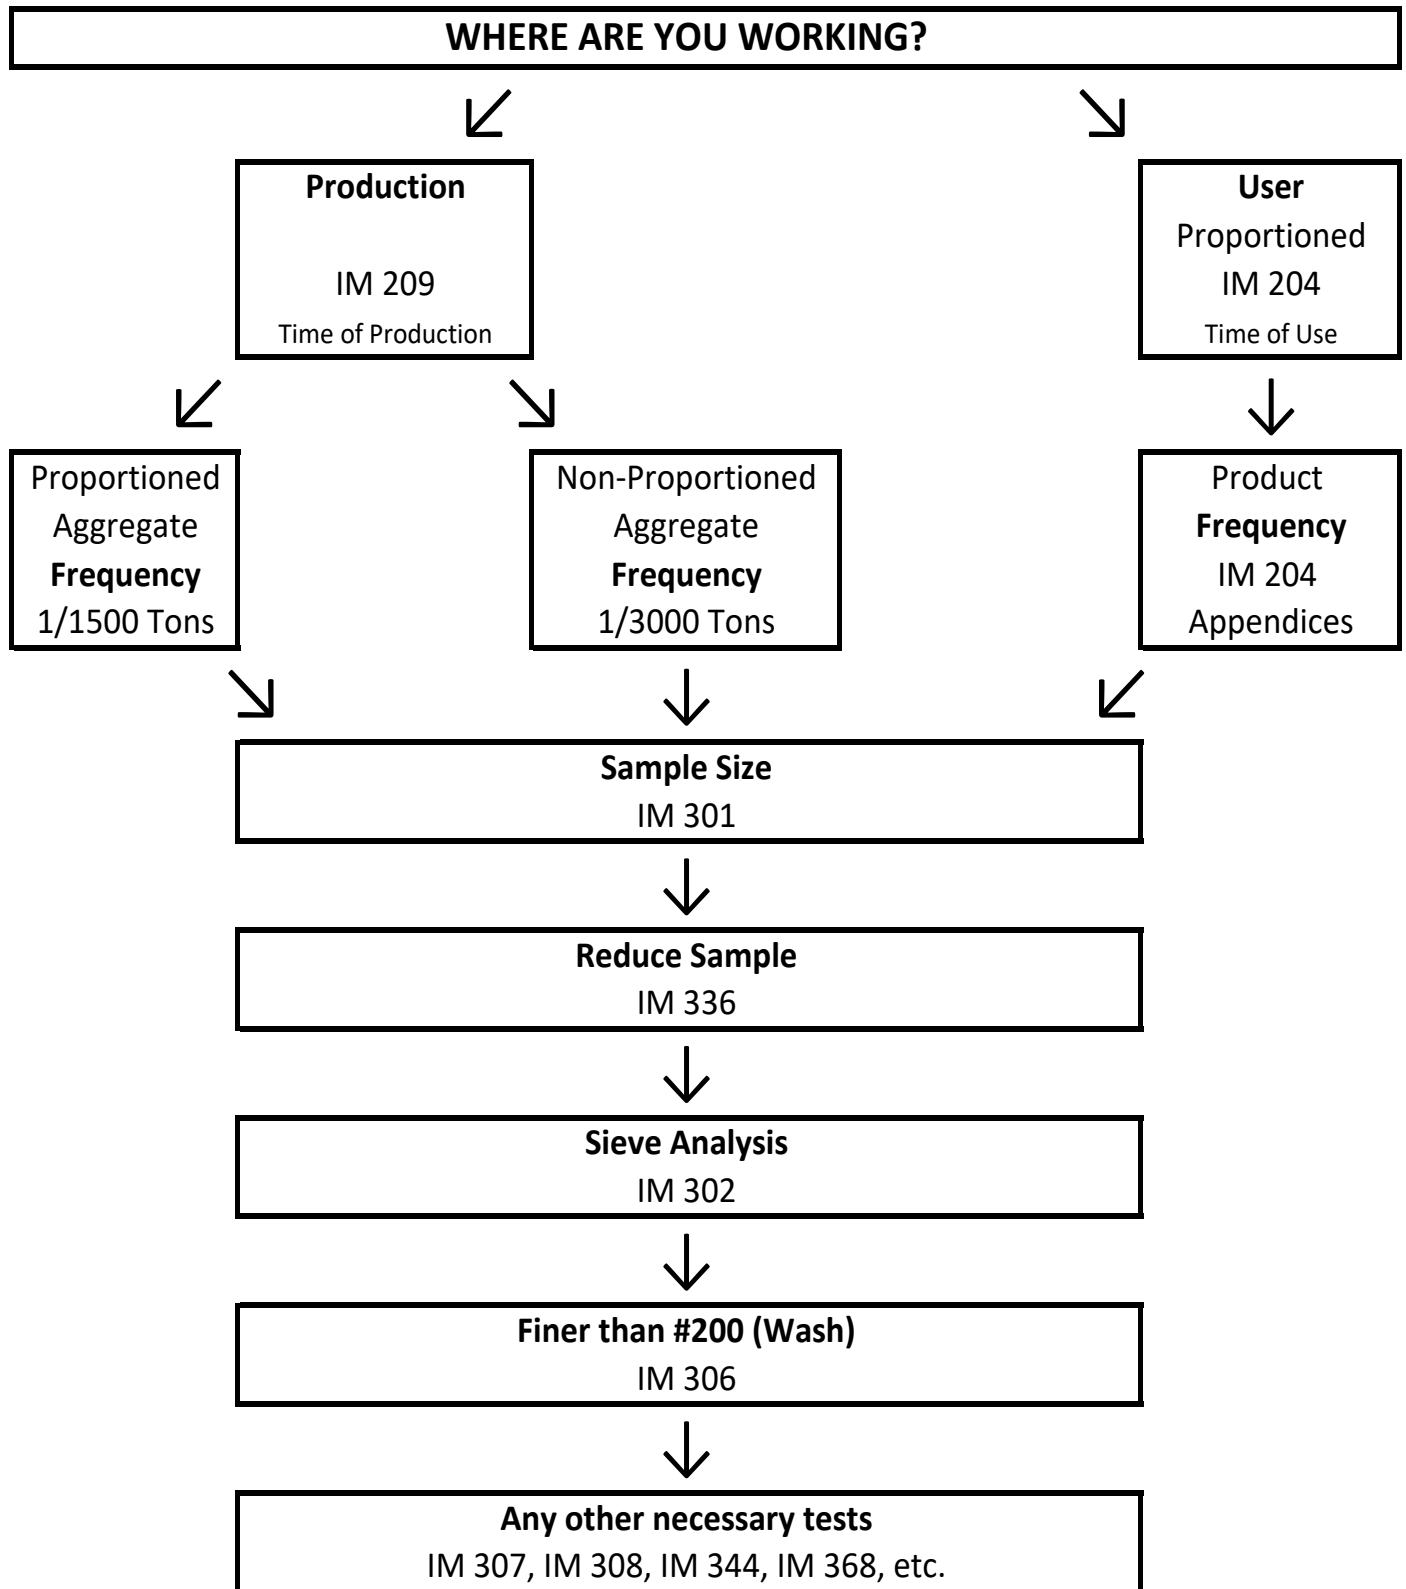 WHERE ARE YOU WORKING?
Production
IM 209
Time of Production
User
Proportioned
IM 204
Time of Use
Proportioned
Aggregate
Frequency
1/1500 Tons
Non-Proportioned
Aggregate
Frequency
1/3000 Tons
Product
Frequency
IM 204
Appendices
Sample Size
IM 301
Reduce Sample
IM 336
Sieve Analysis
IM 302
Finer than #200 (Wash)
IM 306
Any other necessary tests
IM 307, IM 308, IM 344, IM 368, etc.